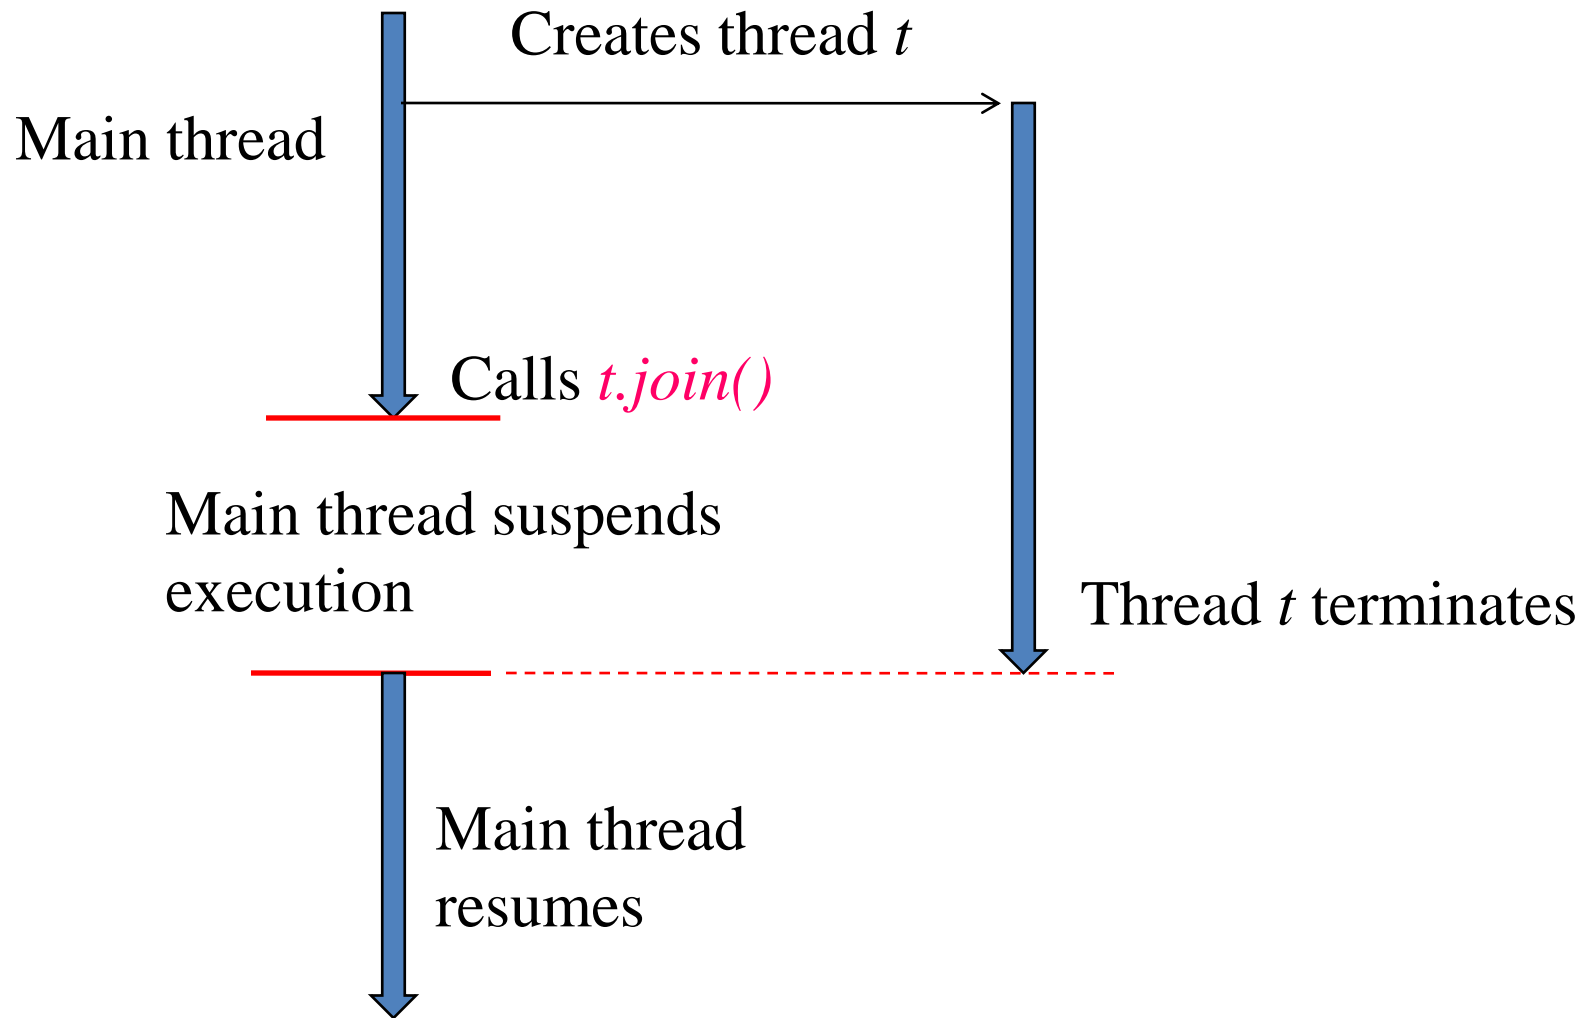 Creates thread t
Main thread
Calls t.join()
Main thread suspends
execution
Thread t terminates
Main thread
resumes